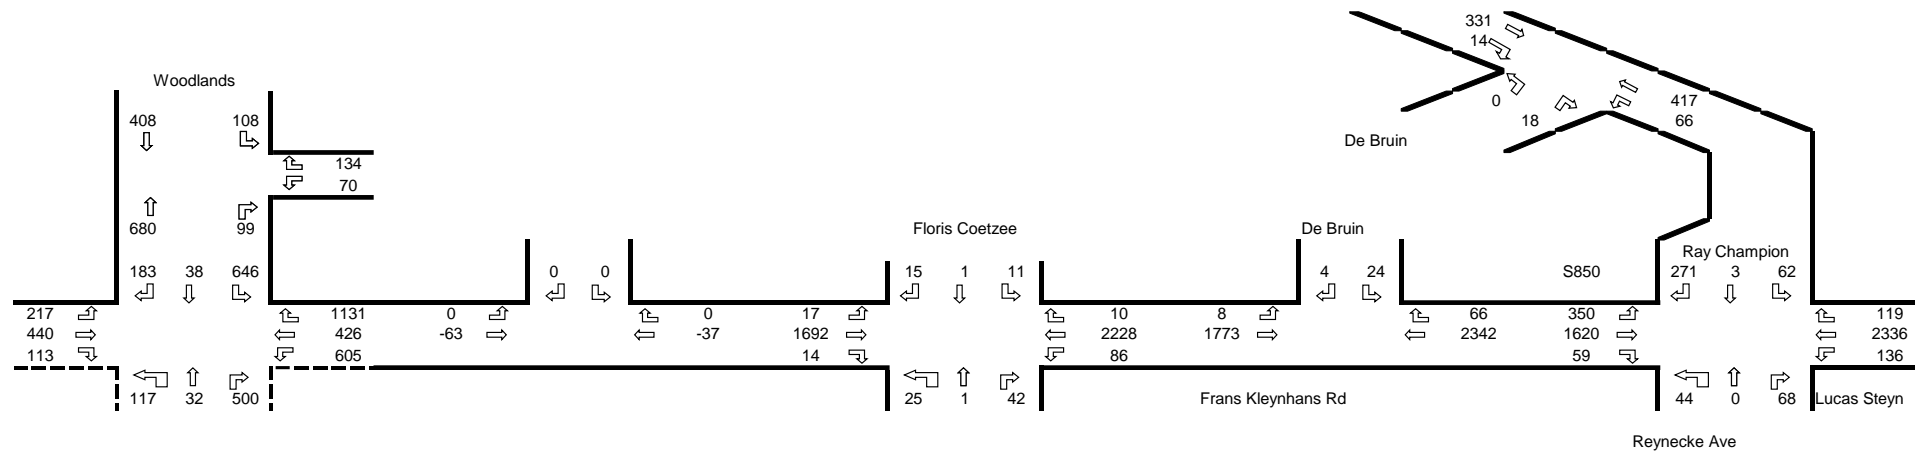 331
14
Woodlands
0
417
408 108
18 66
De Bruin
134
70
680 99
Floris Coetzee De Bruin
Ray Champion
183 38 646 0 0 15 1 11 4 24 S850 271 3 62
217 1131 0 0 17 10 8 66 350 119
440 426 -63 -37 1692 2228 1773 2342 1620 2336
113 605 14 86 59 136
117 32 500 25 1 42 Frans Kleynhans Rd 44 0 68 Lucas Steyn
Reynecke Ave